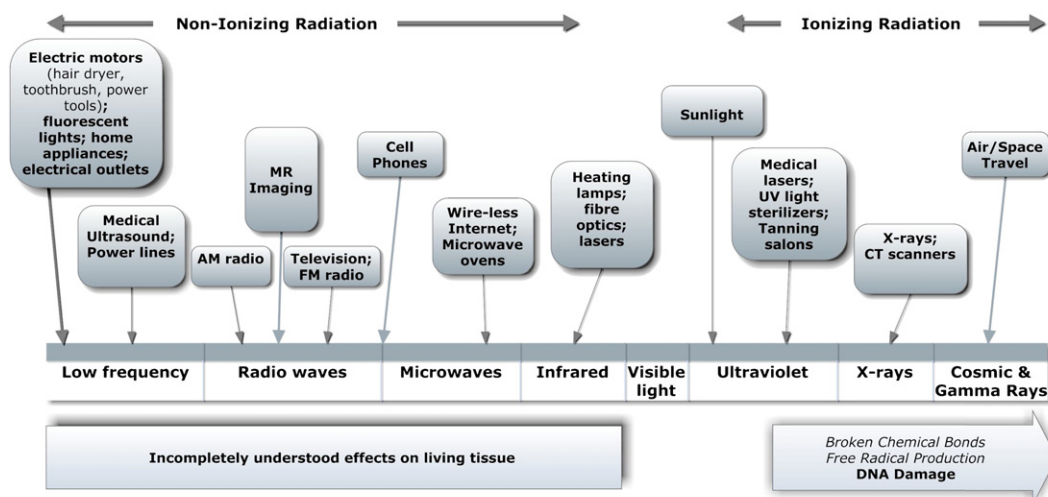 Non-Ionizing Radiation
Ionizing Radiation
Electric motors
(hair dryer,
toothbrush, power
tools);
fluorescent
lights; home
appliances;
electrical outlets
Medical
Ultrasound;
Power lines
AM radio
MR
Imaging
Television;
FM radio
Cell
Phones
Wire-less
Internet;
Microwave
ovens
Heating
lamps;
fibre
optics;
lasers
Sunlight
Medical
lasers;
UV light
sterilizers;
Tanning
salons
X-rays;
CT scanners
Air/Space
Travel
Low frequency
Radio waves
Microwaves
Infrared
Visible
light
Ultraviolet
X-rays
Cosmic &
Gamma Rays
Incompletely understood effects on living tissue
Broken Chemical Bonds
Free Radical Production
DNA Damage